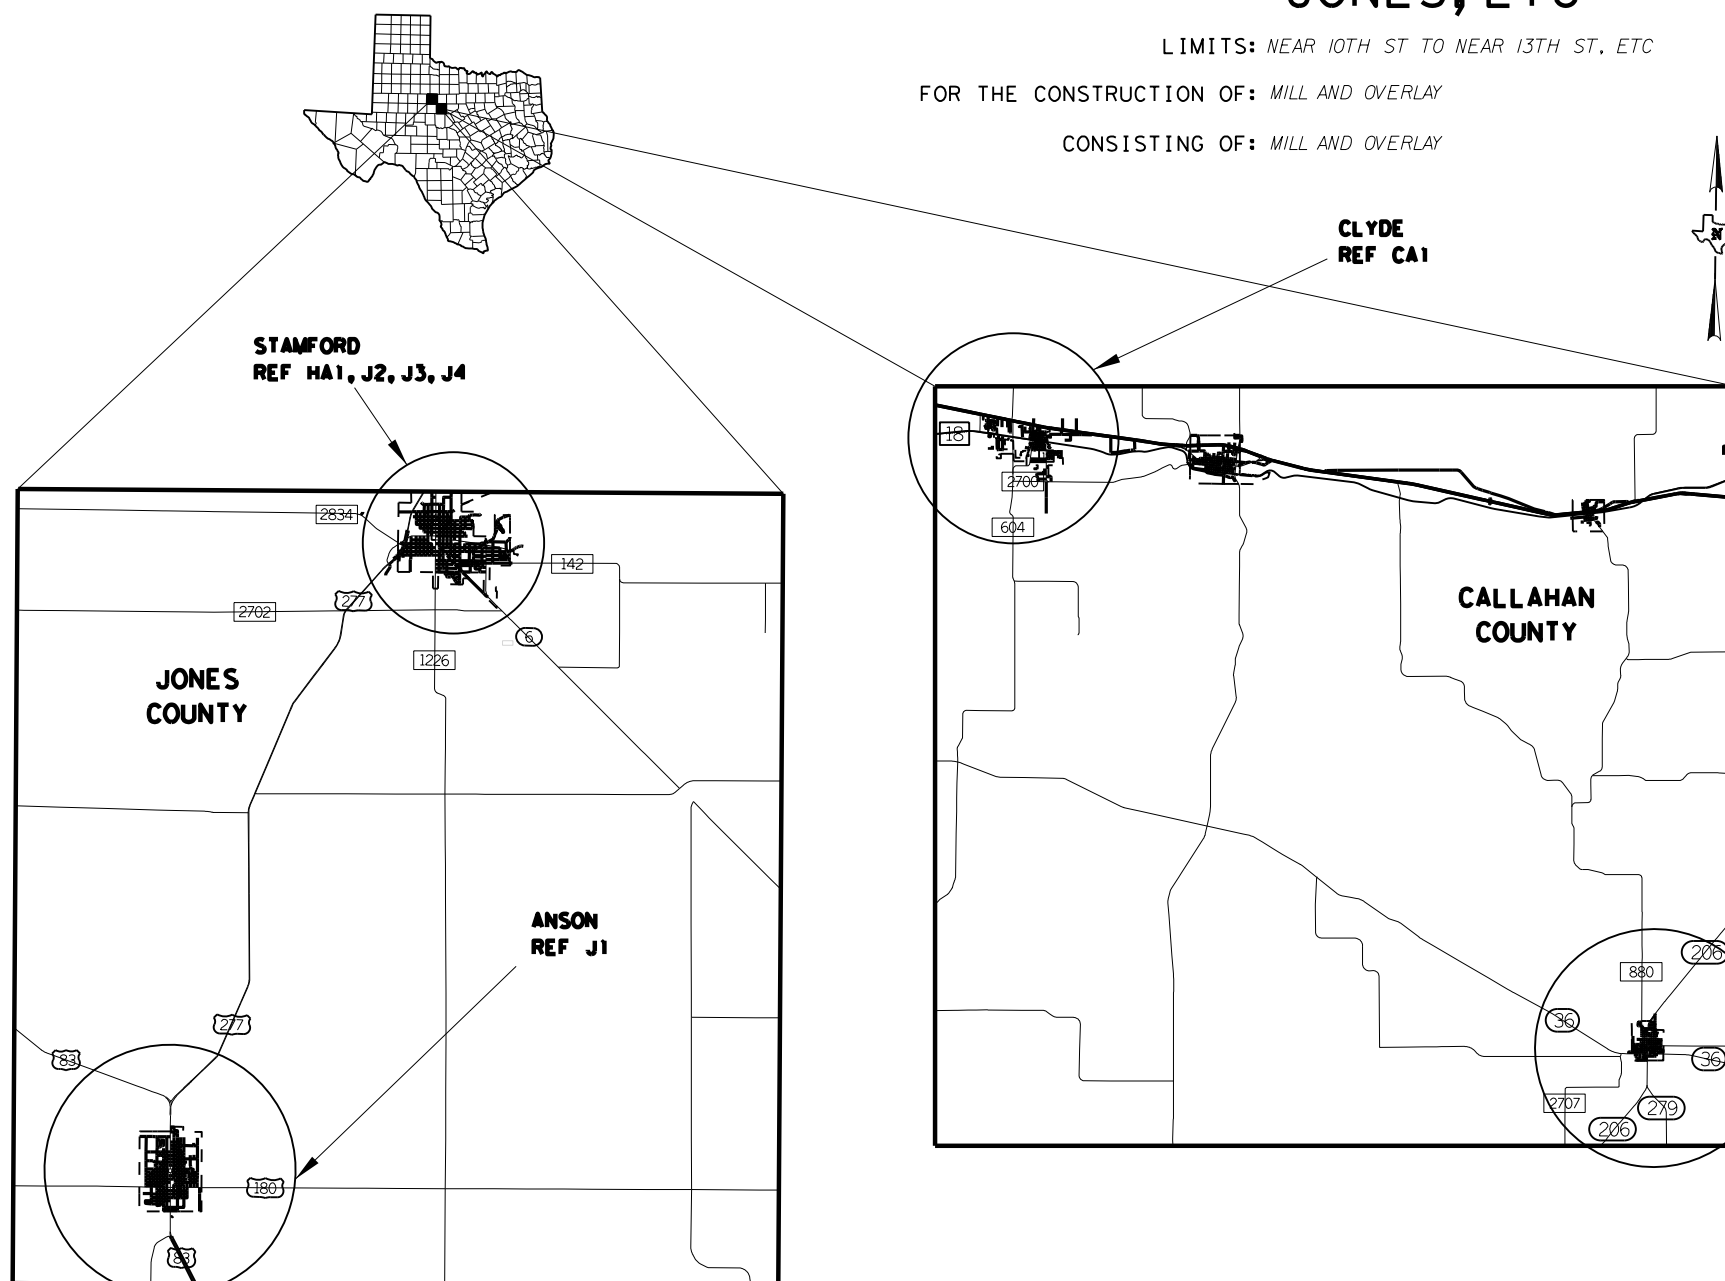 JONES, ETC
LIMITS: NEAR 10TH ST TO NEAR 13TH ST, ETC
FOR THE CONSTRUCTION OF: MILL AND OVERLAY
CONSISTING OF: MILL AND OVERLAY
CLYDE
REF CA1
STAMFORD
REF HA1, J2, J3, J4
18
2700
604
2834
142
277
2702
6
1226
CALLAHAN
COUNTY
JONES
COUNTY
ANSON
REF J1
206
880
277
36
83
36
2707
279
206
180
83